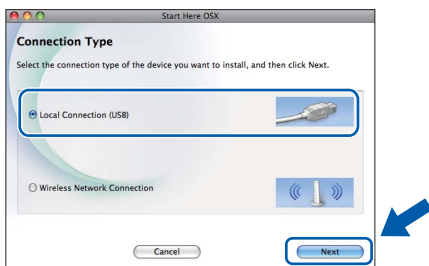 Start Here OSX
Connection Type
Select the connection type of the device you want to install, and then click Next.
Local Connection (USB)
Wireless Network Connection
Cancel
Next